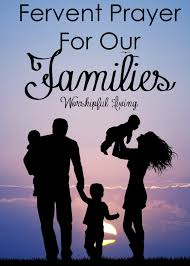 Fervent Prayer
For Our
Families
Worshipful Living